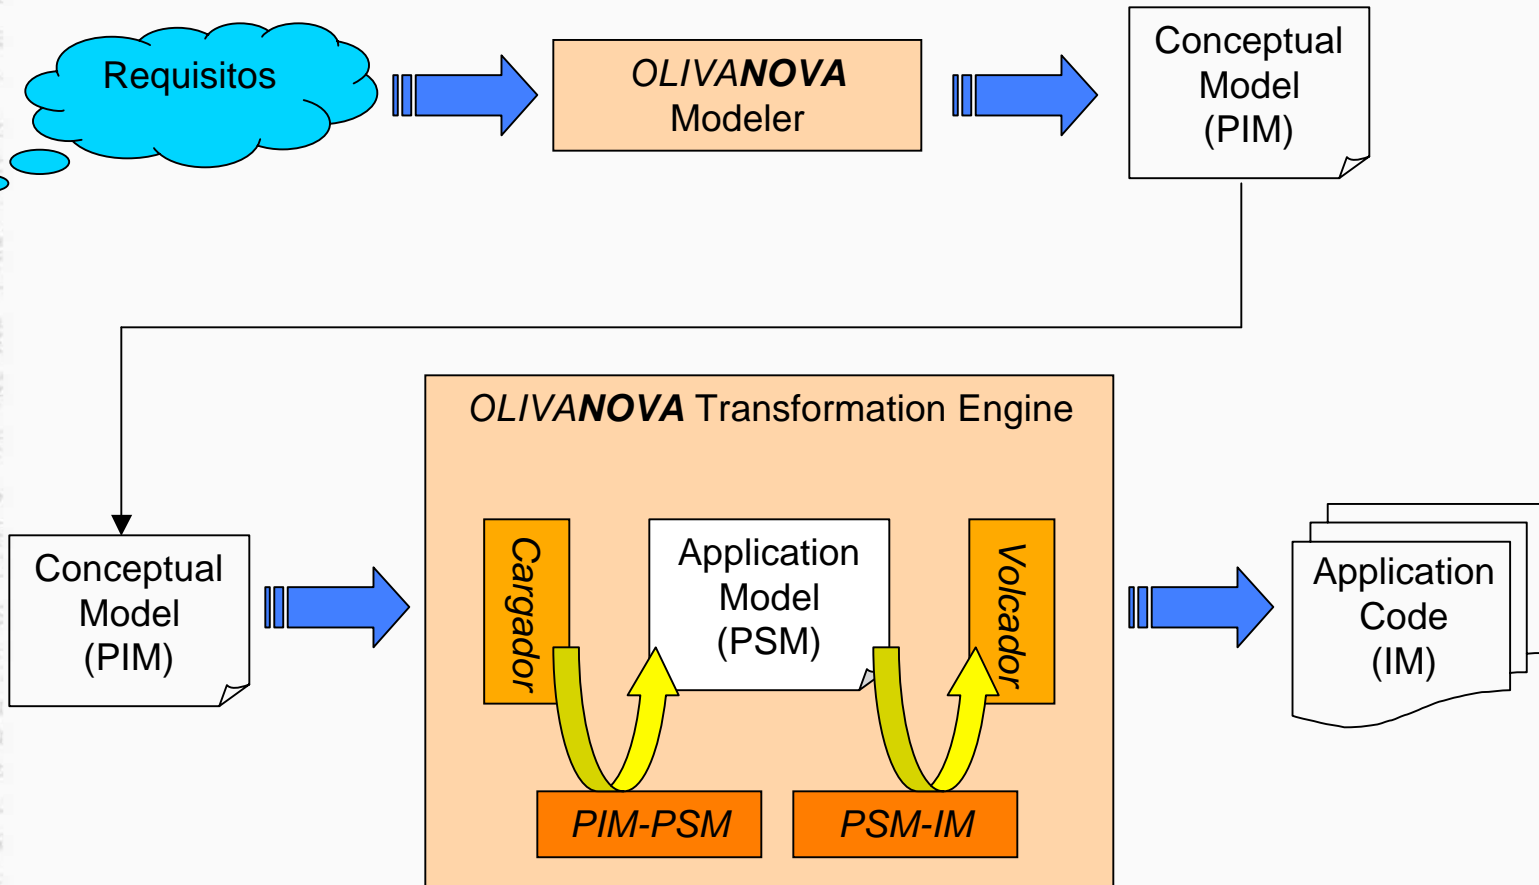 Requisitos
OLIVANOVA
Modeler
Conceptual
Model
(PIM)
OLIVANOVA Transformation Engine
Conceptual
Model
(PIM)
Cargador
Application
Model
(PSM)
Volcador
Application
Code
(IM)
PIM-PSM
PSM-IM